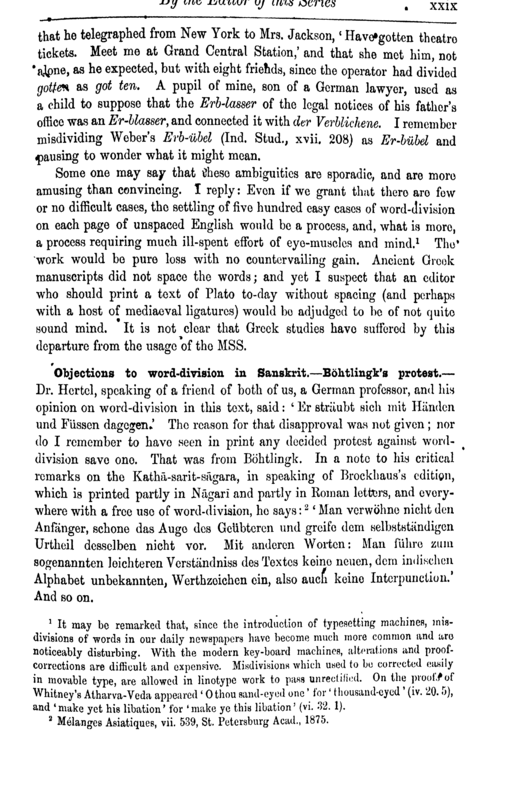 By the Editor of this Series xxix
that he telegraphed from New York to Mrs. Jackson, ‘Have gotten theatre
tickets. Meet me at Grand Central Station,’ and that she met him, not
alone, as he expected, but with eight friends, since the operator had divided
gotten as got ten. A pupil of mine, son of a German lawyer, used as
a child to suppose that the Erb-lasser of the legal notices of his father’s
office was an Er-blasser, and connected it with der Verblichene. I remember
misdividing Weber’s Erb-übel (Ind. Stud., xvii. 208) as Er-bübel and
pausing to wonder what it might mean.
Some one may say that these ambiguities are sporadic, and are more
amusing than convincing. I reply: Even if we grant that there are few
or no difficult cases, the settling of five hundred easy cases of word-division
on each page of unspaced English would be a process, and, what is more,
a process requiring much ill-spent effort of eye-muscles and mind.¹ The
work would be pure loss with no countervailing gain. Ancient Greek
manuscripts did not space the words; and yet I suspect that an editor
who should print a text of Plato to-day without spacing (and perhaps
with a host of mediaeval ligatures) would be adjudged to be of not quite
sound mind. It is not clear that Greek studies have suffered by this
departure from the usage of the MSS.
Objections to word-division in Sanskrit.—Böhtlingk’s protest.—
Dr. Hertel, speaking of a friend of both of us, a German professor, and his
opinion on word-division in this text, said: ‘Er sträubt sich mit Händen
und Füssen dagegen.’ The reason for that disapproval was not given; nor
do I remember to have seen in print any decided protest against word-
division save one. That was from Böhtlingk. In a note to his critical
remarks on the Kathā-sarit-sāgara, in speaking of Brockhaus’s edition,
which is printed partly in Nāgarī and partly in Roman letters, and every-
where with a free use of word-division, he says:² ‘Man verwöhne nicht den
Anfänger, schone das Auge des Geübteren und greife dem selbstständigen
Urtheil desselben nicht vor. Mit anderen Worten: Man führe zum
sogenannten leichteren Verständniss des Textes keine neuen, dem indischen
Alphabet unbekannten, Werthzeichen ein, also auch keine Interpunction.’
And so on.
¹ It may be remarked that, since the introduction of typesetting machines, mis-
divisions of words in our daily newspapers have become much more common and are
noticeably disturbing. With the modern key-board machines, alterations and proof-
corrections are difficult and expensive. Misdivisions which used to be corrected easily
in movable type, are allowed in linotype work to pass unrectified. On the proofs of
Whitney’s Atharva-Veda appeared ‘O thou sand-eyed one’ for ‘thousand-eyed’ (iv. 20. 5),
and ‘make yet his libation’ for ‘make ye this libation’ (vi. 32. 1).
² Mélanges Asiatiques, vii. 539, St. Petersburg Acad., 1875.